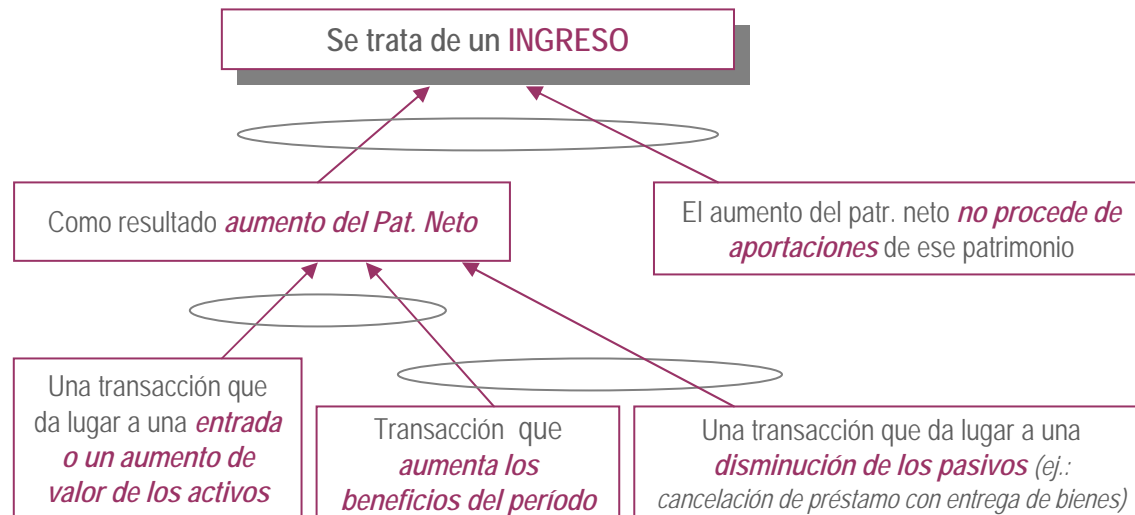 Se trata de un INGRESO
Como resultado aumento del Pat. Neto
El aumento del patr. neto no procede de
aportaciones de ese patrimonio
Una transacción que
da lugar a una entrada
o un aumento de
valor de los activos
Transacción que
aumenta los
beneficios del período
Una transacción que da lugar a una
disminución de los pasivos (ej.:
cancelación de préstamo con entrega de bienes)